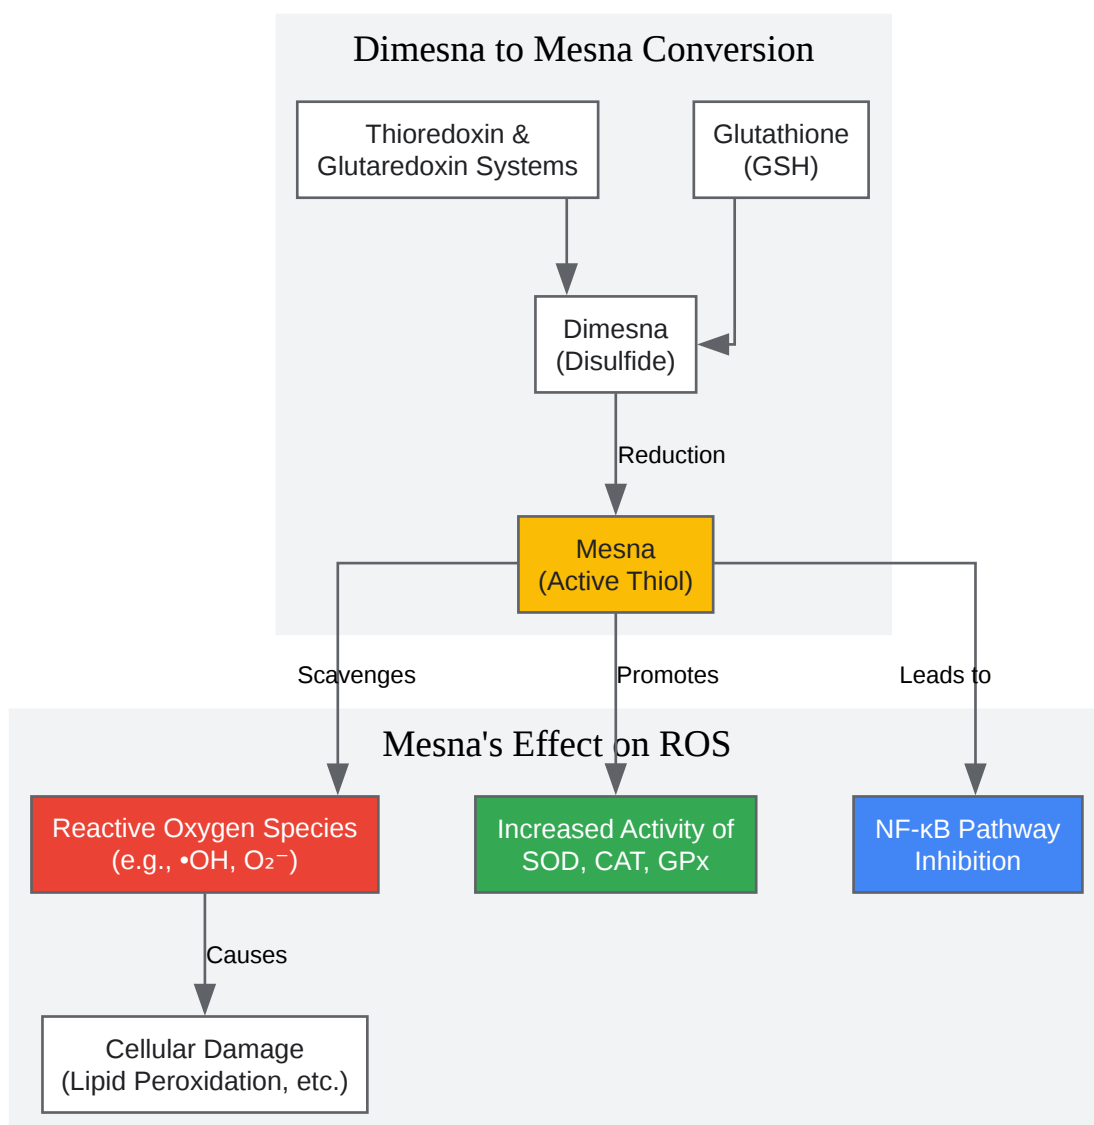 Dimesna to Mesna Conversion
Thioredoxin &
Glutaredoxin Systems
Glutathione
(GSH)
Dimesna
(Disulfide)
Reduction
Mesna
(Active Thiol)
Scavenges
Promotes
Leads to
Mesna's Effect on ROS
Reactive Oxygen Species
(e.g., •OH, O₂⁻)
Increased Activity of
SOD, CAT, GPx
NF-κB Pathway
Inhibition
Causes
Cellular Damage
(Lipid Peroxidation, etc.)